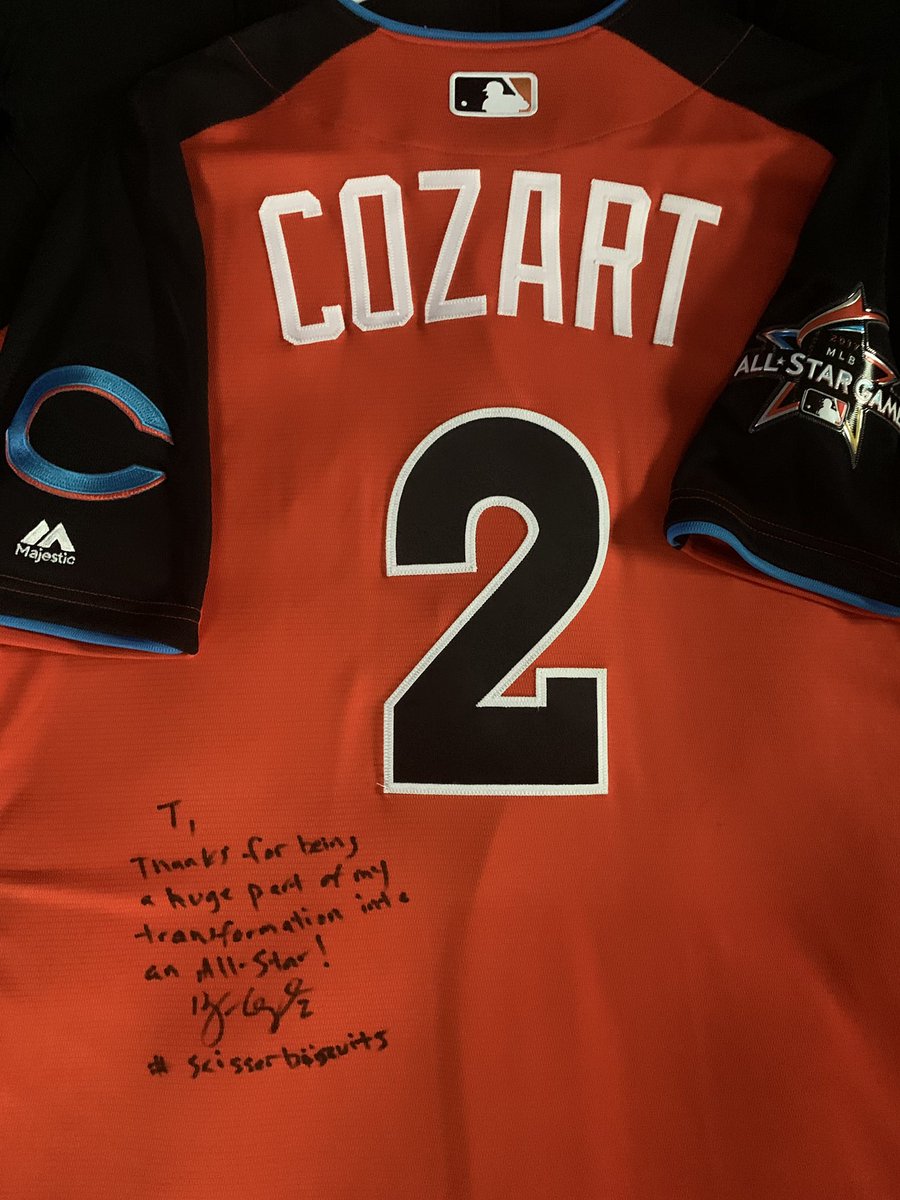 COZART
2017
MLB
ALL★STAR GAME
Majestic
2
T,
Thanks for being
a huge part of my
transformation into
an All-Star!
2
# scissorbiscuits